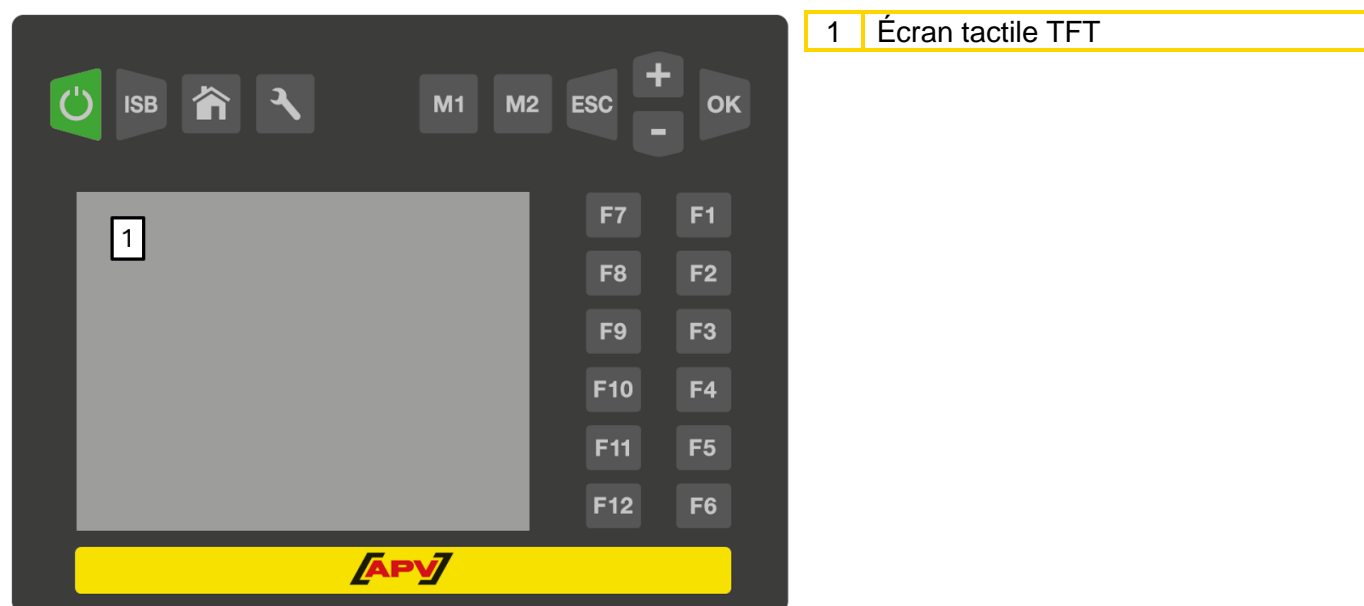 1 Écran tactile TFT
ISB M1 M2 ESC + - OK
1
F7 F1
F8 F2
F9 F3
F10 F4
F11 F5
F12 F6
APV